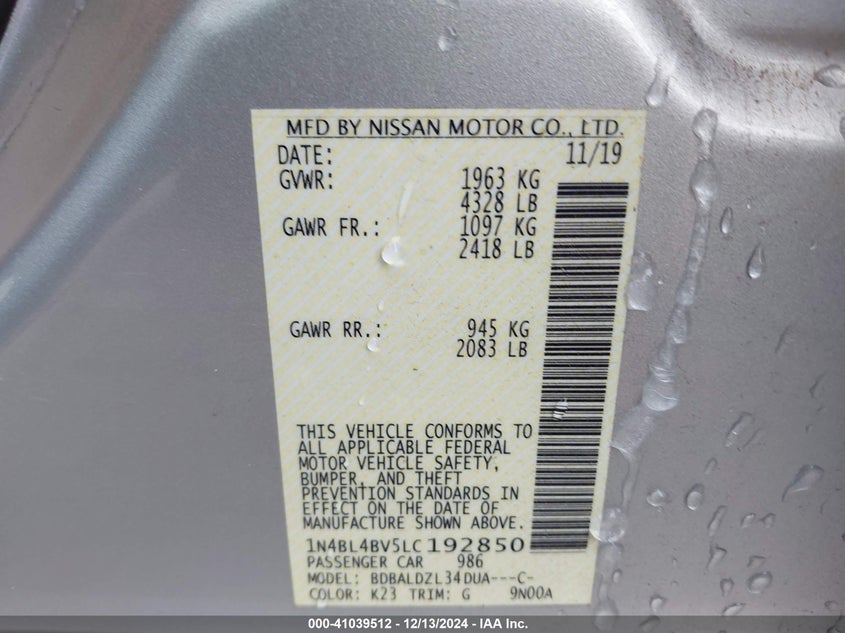 MFD BY NISSAN MOTOR CO., LTD.
DATE: 11/19
GVWR: 1963 KG
4328 LB
GAWR FR.: 1097 KG
2418 LB
GAWR RR.: 945 KG
2083 LB
THIS VEHICLE CONFORMS TO
ALL APPLICABLE FEDERAL
MOTOR VEHICLE SAFETY,
BUMPER, AND THEFT
PREVENTION STANDARDS IN
EFFECT ON THE DATE OF
MANUFACTURE SHOWN ABOVE.
1N4BL4BV5LC192850
PASSENGER CAR 986
MODEL: BDBALDZL34DUA---C-
COLOR: K23 TRIM: G 9N00A
000-41039512 - 12/13/2024 - IAA Inc.